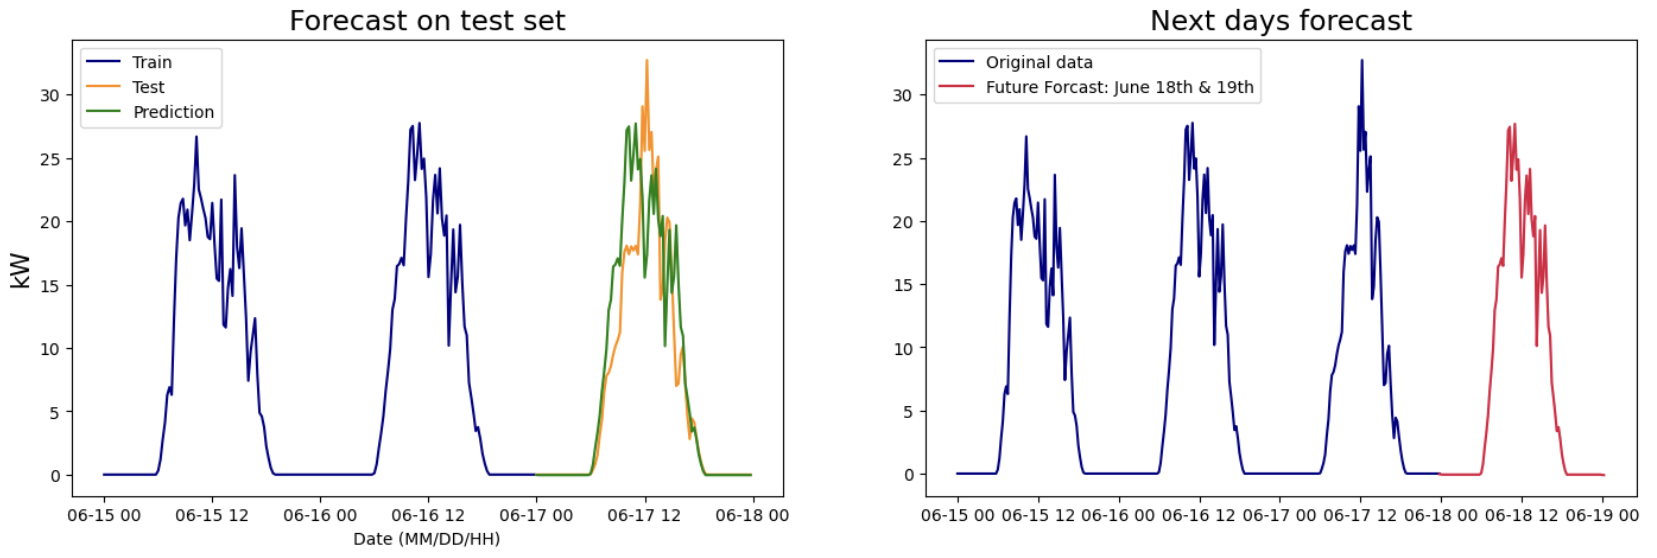 Forecast on test set
Train
Test
Prediction
30
25
20
15
10
5
0
kW
06-15 00 06-15 12 06-16 00 06-16 12 06-17 00 06-17 12 06-18 00
Date (MM/DD/HH)
Next days forecast
Original data
Future Forcast: June 18th & 19th
30
25
20
15
10
5
0
06-15 00 06-15 12 06-16 00 06-16 12 06-17 00 06-17 12 06-18 00 06-18 12 06-19 00